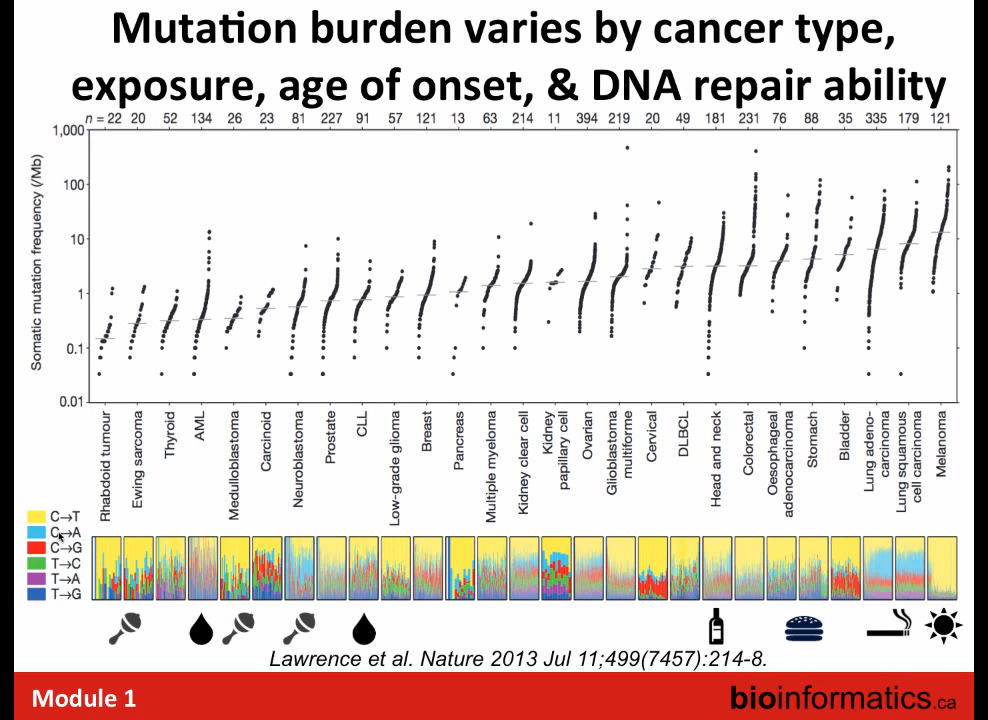 Mutation burden varies by cancer type,
exposure, age of onset, & DNA repair ability
n = 22 20 52 134 26 23 81 227 91 57 121 13 63 214 11 394 219 20 49 181 231 76 88 35 335 179 121
Somatic mutation frequency (/Mb)
1,000
100
10
1
0.1
0.01
Rhabdoid tumour
Ewing sarcoma
Thyroid
AML
Medulloblastoma
Carcinoid
Neuroblastoma
Prostate
CLL
Low-grade glioma
Breast
Pancreas
Multiple myeloma
Kidney clear cell
Kidney
papillary cell
Ovarian
Glioblastoma
multiforme
Cervical
DLBCL
Head and neck
Colorectal
Oesophageal
adenocarcinoma
Stomach
Bladder
Lung adeno-
carcinoma
Lung squamous
cell carcinoma
Melanoma
C→T
C→A
C→G
T→C
T→A
T→G
Lawrence et al. Nature 2013 Jul 11;499(7457):214-8.
Module 1
bioinformatics.ca